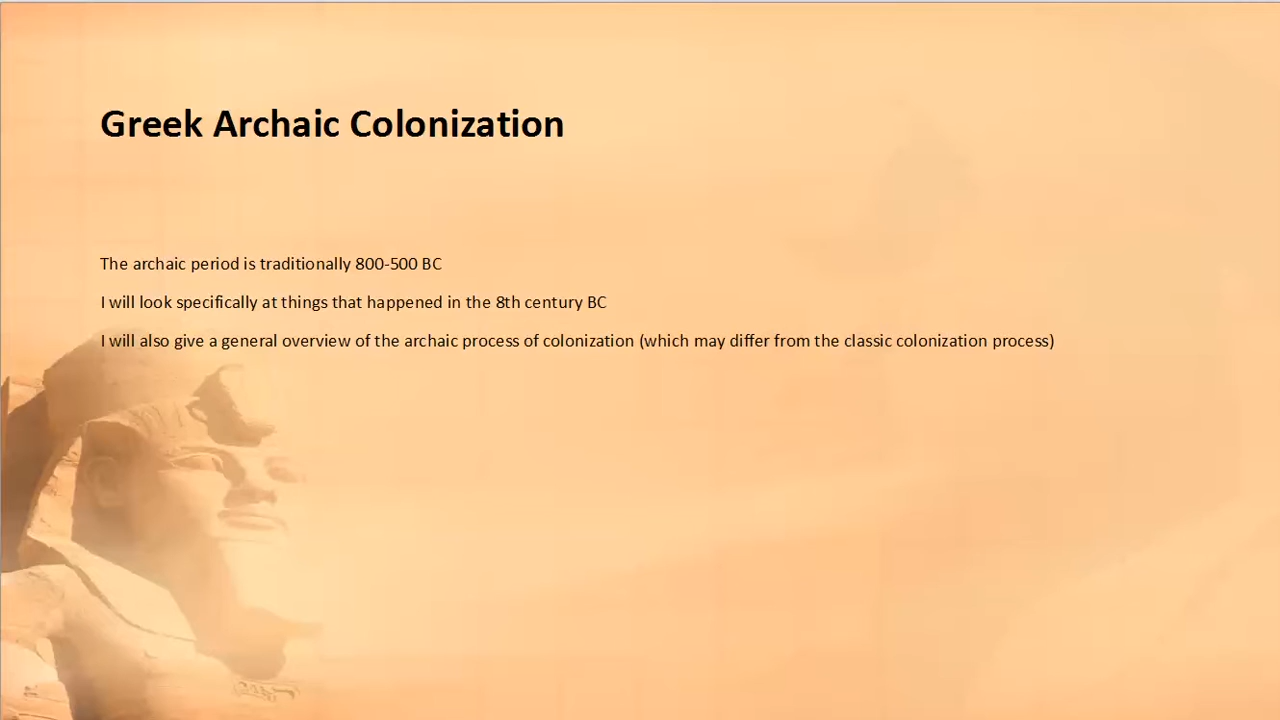 Greek Archaic Colonization
The archaic period is traditionally 800-500 BC
I will look specifically at things that happened in the 8th century BC
I will also give a general overview of the archaic process of colonization (which may differ from the classic colonization process)